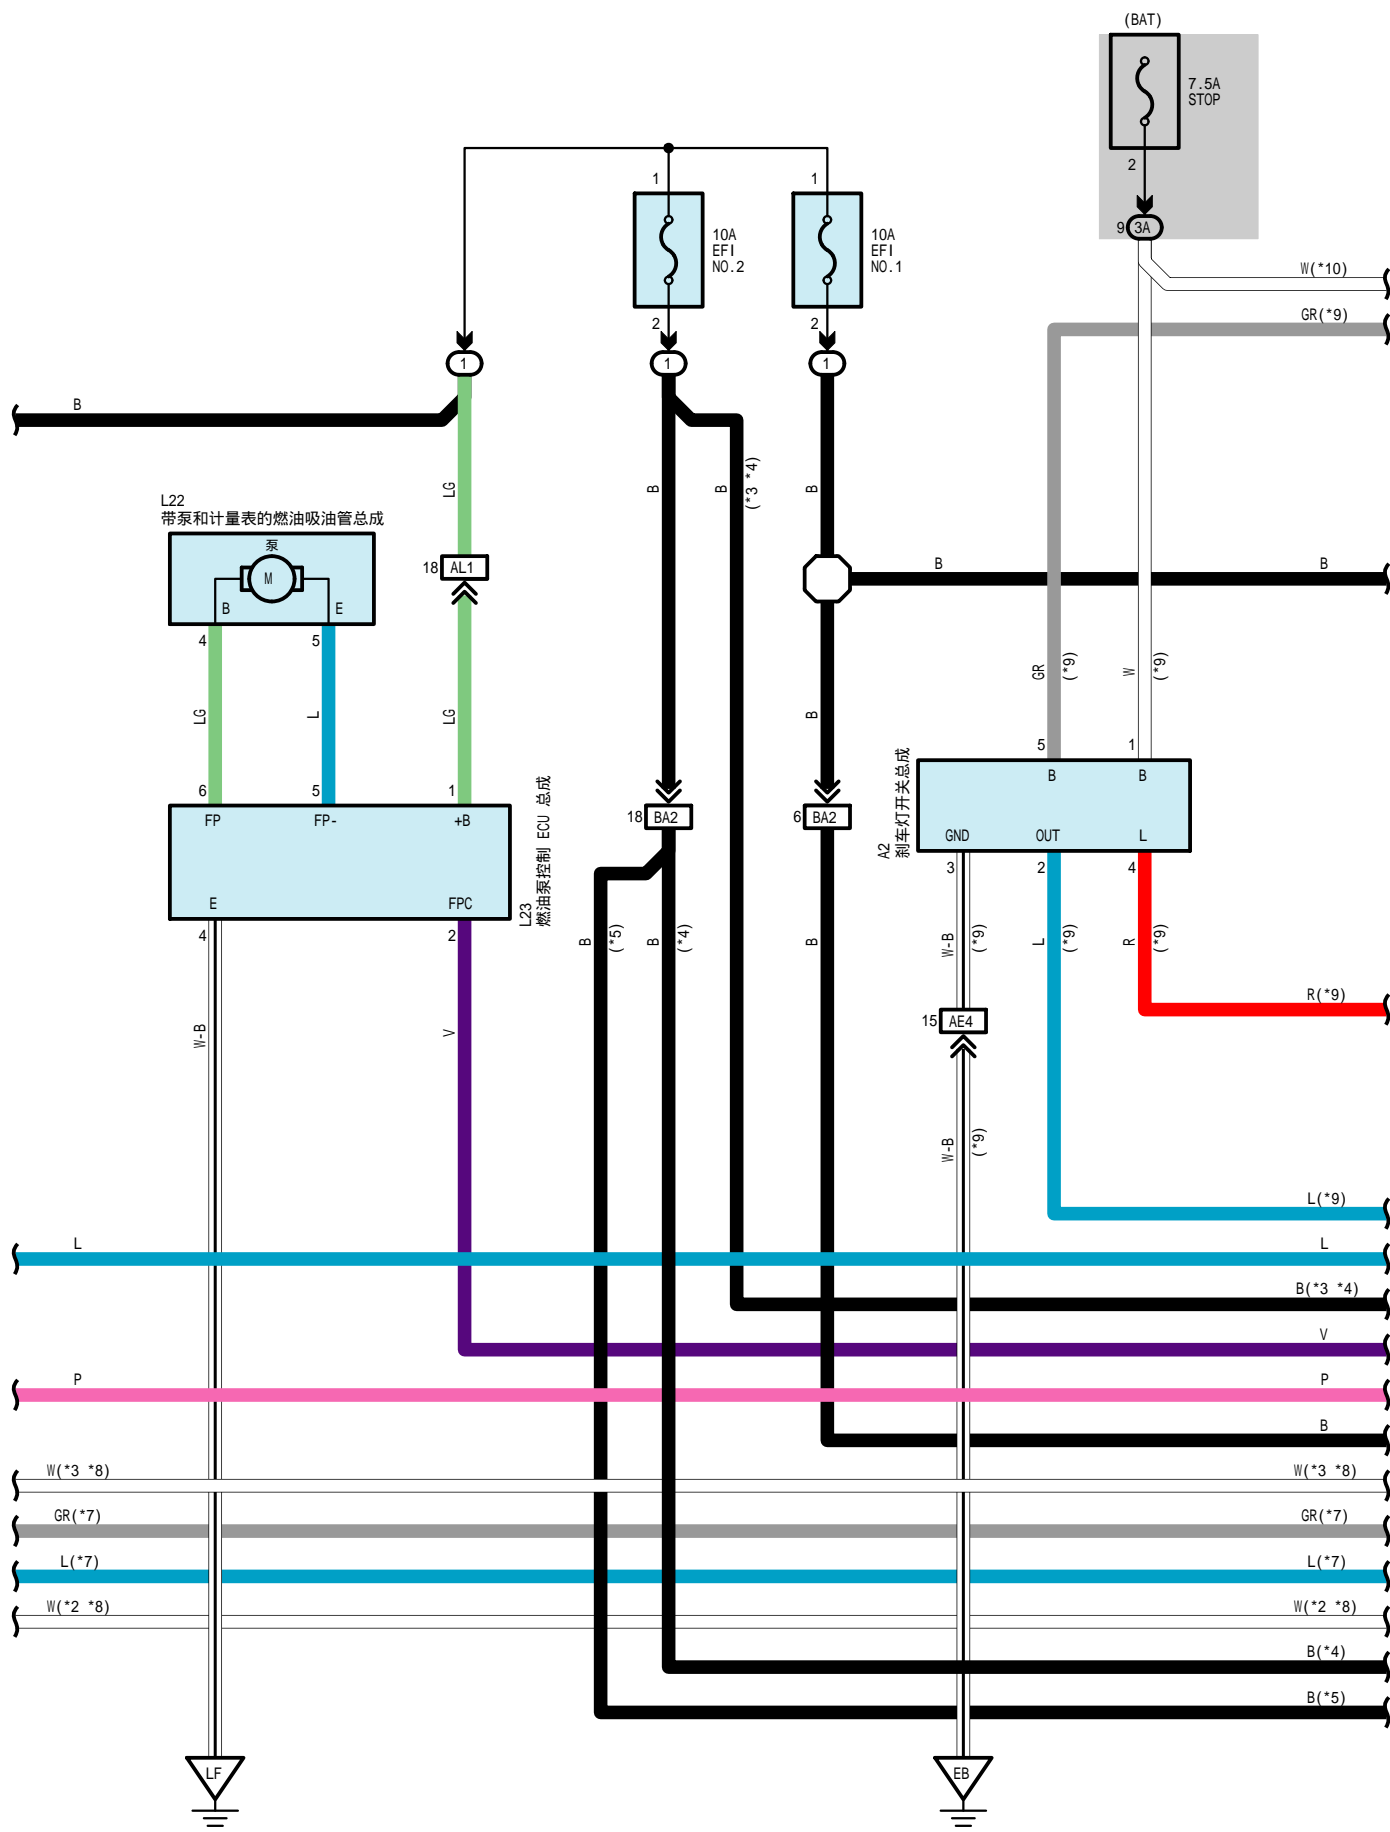 (BAT)
7.5A
STOP
2
9
3A
1
1
10A
EFI
NO.2
10A
EFI
NO.1
W(*10)
GR(*9)
2
2
1
1
1
B
LG
B
B
(*3 *4)
B
L22
带泵和计量表的燃油吸油管总成
泵
M
B
E
18
AL1
B
B
4
5
GR
(*9)
W
(*9)
LG
L
LG
B
5
1
6
5
1
FP
FP-
+B
L23
燃油泵控制 ECU 总成
18
BA2
6
BA2
A2
刹车灯开关总成
B
B
GND
OUT
L
3
2
4
E
FPC
4
2
B
(*5)
B
(*4)
B
W-B
(*9)
L
(*9)
R
(*9)
R(*9)
15
AE4
W-B
V
W-B
(*9)
L(*9)
L
L
B(*3 *4)
V
P
P
B
W(*3 *8)
W(*3 *8)
GR(*7)
GR(*7)
L(*7)
L(*7)
W(*2 *8)
W(*2 *8)
B(*4)
B(*5)
LF
EB